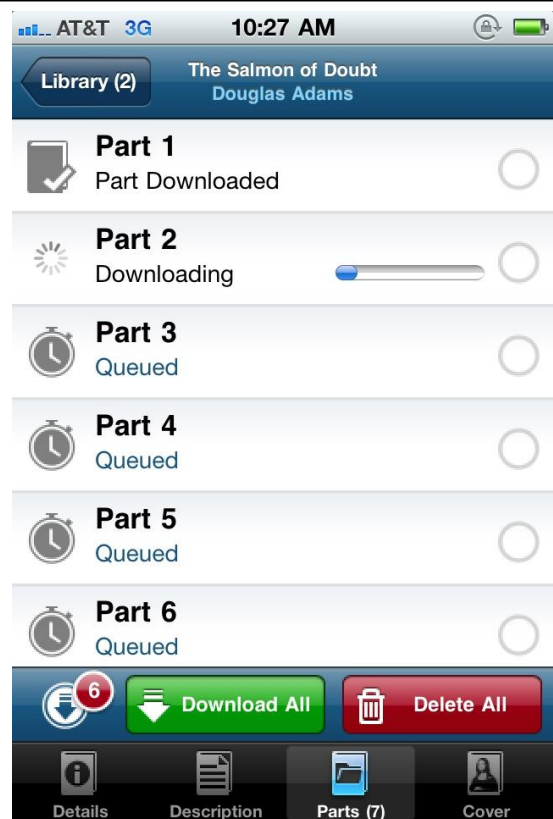 AT&T 3G 10:27 AM
Library (2)
The Salmon of Doubt
Douglas Adams
Part 1
Part Downloaded
Part 2
Downloading
Part 3
Queued
Part 4
Queued
Part 5
Queued
Part 6
Queued
6
Download All
Delete All
Details
Description
Parts (7)
Cover